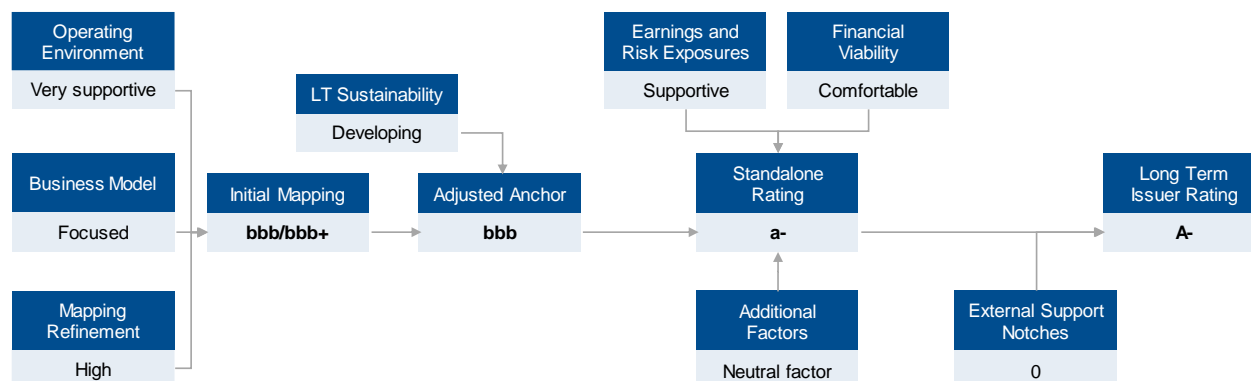 Operating
Environment
Very supportive
Business Model
Focused
Mapping
Refinement
High
Initial Mapping
bbb/bbb+
LT Sustainability
Developing
Adjusted Anchor
bbb
Earnings and
Risk Exposures
Supportive
Financial
Viability
Comfortable
Standalone
Rating
a-
Additional
Factors
Neutral factor
External Support
Notches
0
Long Term
Issuer Rating
A-